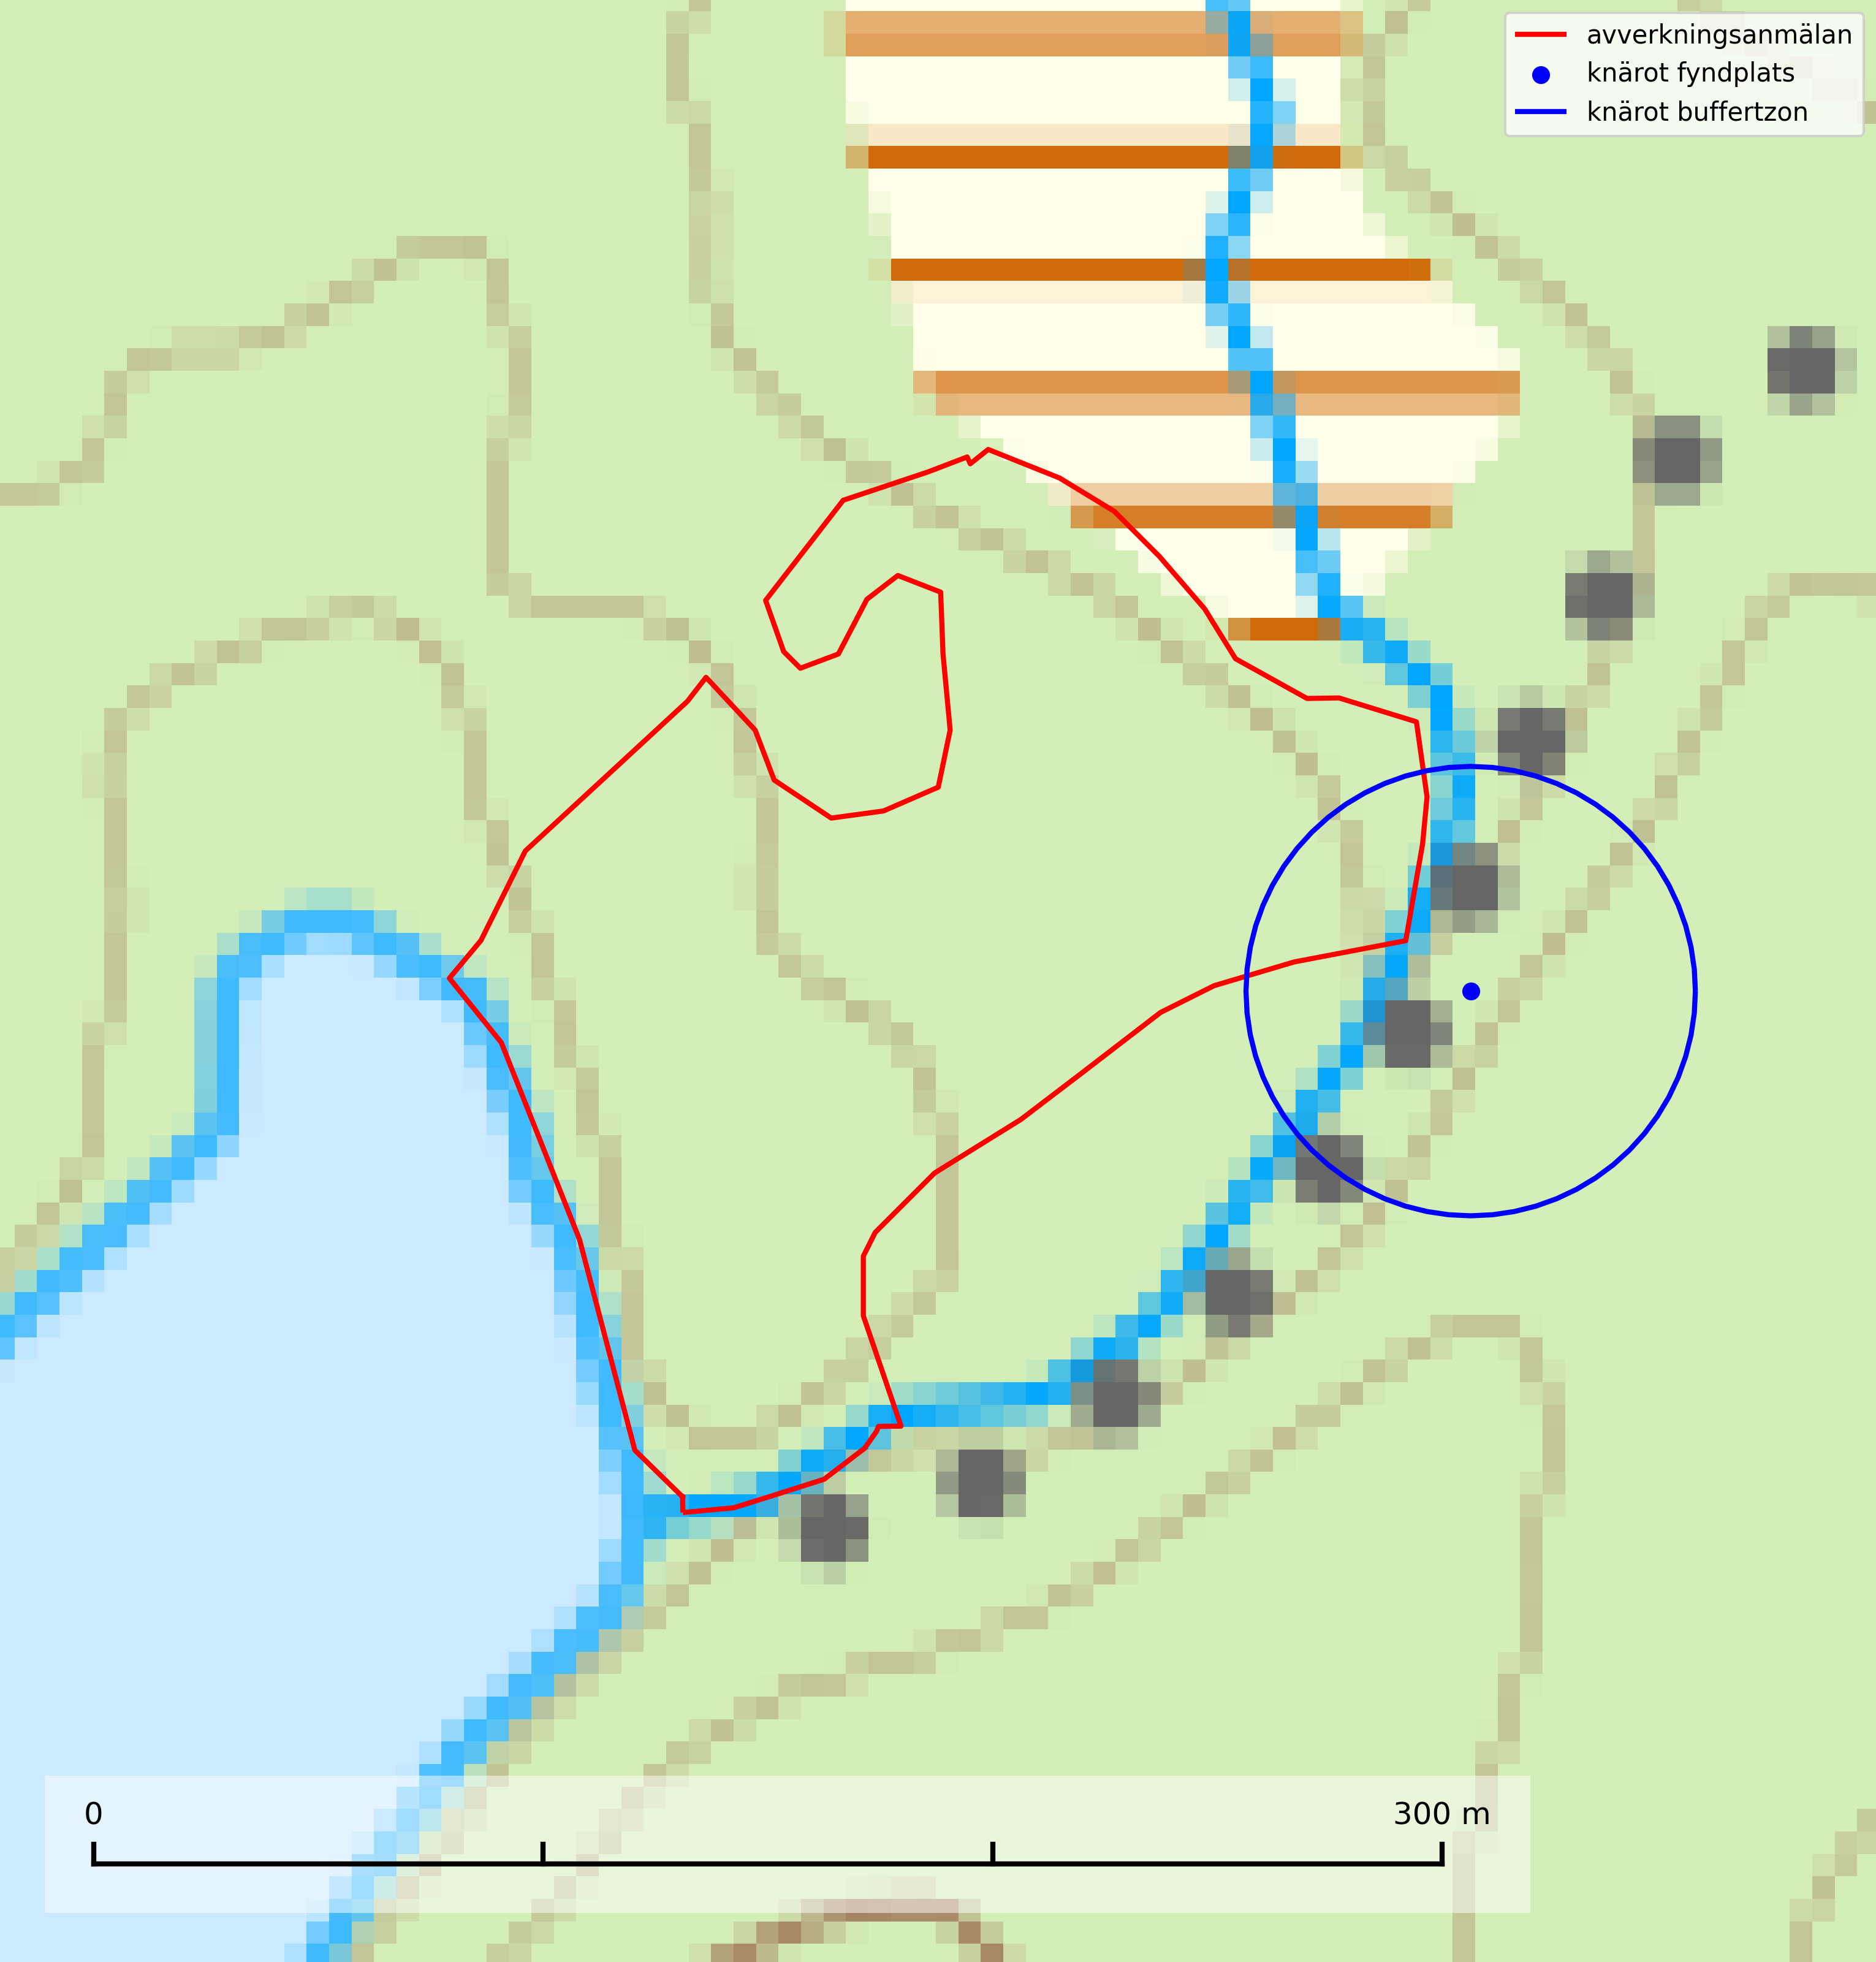 avverkningsanmälan
knärot fyndplats
knärot buffertzon
0
300 m